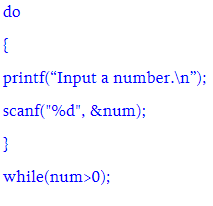 do
{
printf(“Input a number.\n”);
scanf("%d", &num);
}
while(num>0);